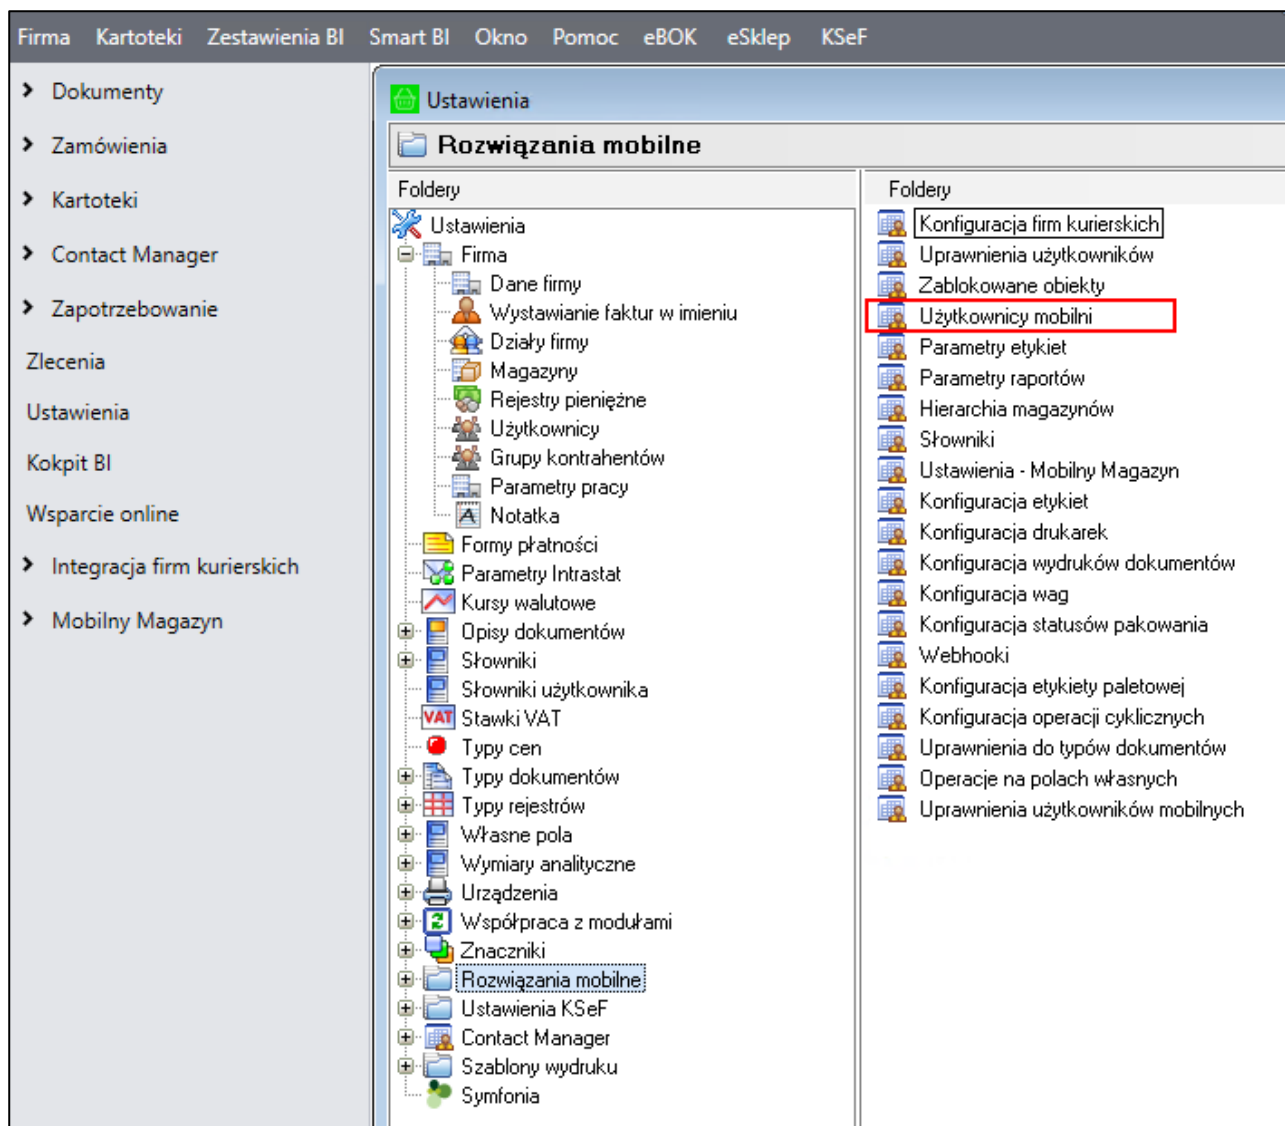 Firma Kartoteki Zestawienia BI Smart BI Okno Pomoc eBOK eSklep KSeF
Dokumenty
Zamówienia
Kartoteki
Contact Manager
Zapotrzebowanie
Zlecenia
Ustawienia
Kokpit BI
Wsparcie online
Integracja firm kurierskich
Mobilny Magazyn
Ustawienia
Rozwiązania mobilne
Foldery
Ustawienia
Firma
Dane firmy
Wystawianie faktur w imieniu
Działy firmy
Magazyny
Rejestry pieniężne
Użytkownicy
Grupy kontrahentów
Parametry pracy
Notatka
Formy płatności
Parametry Intrastat
Kursy walutowe
Opisy dokumentów
Słowniki
Słowniki użytkownika
VAT Stawki VAT
Typy cen
Typy dokumentów
Typy rejestrów
Własne pola
Wymiary analityczne
Urządzenia
Współpraca z modułami
Znaczniki
Rozwiązania mobilne
Ustawienia KSeF
Contact Manager
Szablony wydruku
Symfonia
Foldery
Konfiguracja firm kurierskich
Uprawnienia użytkowników
Zablokowane obiekty
Użytkownicy mobilni
Parametry etykiet
Parametry raportów
Hierarchia magazynów
Słowniki
Ustawienia - Mobilny Magazyn
Konfiguracja etykiet
Konfiguracja drukarek
Konfiguracja wydruków dokumentów
Konfiguracja wag
Konfiguracja statusów pakowania
Webhooki
Konfiguracja etykiety paletowej
Konfiguracja operacji cyklicznych
Uprawnienia do typów dokumentów
Operacje na polach własnych
Uprawnienia użytkowników mobilnych